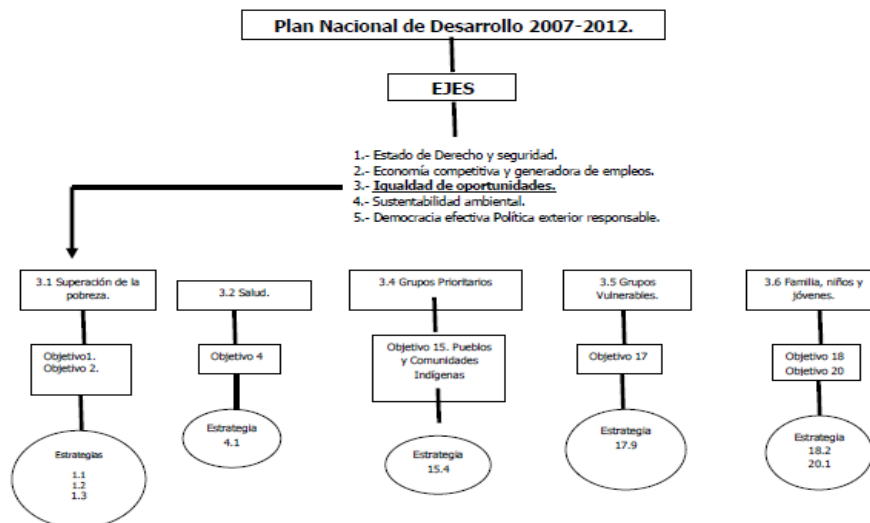 Plan Nacional de Desarrollo 2007-2012.
EJES
1.- Estado de Derecho y seguridad.
2.- Economía competitiva y generadora de empleos.
3.- Igualdad de oportunidades.
4.- Sustentabilidad ambiental.
5.- Democracia efectiva Política exterior responsable.
3.1 Superación de la
pobreza.
3.2 Salud.
3.4 Grupos Prioritarios
3.5 Grupos
Vulnerables.
3.6 Familia, niños y
jóvenes.
Objetivo1.
Objetivo 2.
Objetivo 4
Objetivo 15. Pueblos
y Comunidades
Indígenas
Objetivo 17
Objetivo 18
Objetivo 20
Estrategias
1.1
1.2
1.3
Estrategia
4.1
Estrategia
15.4
Estrategia
17.9
Estrategia
18.2
20.1